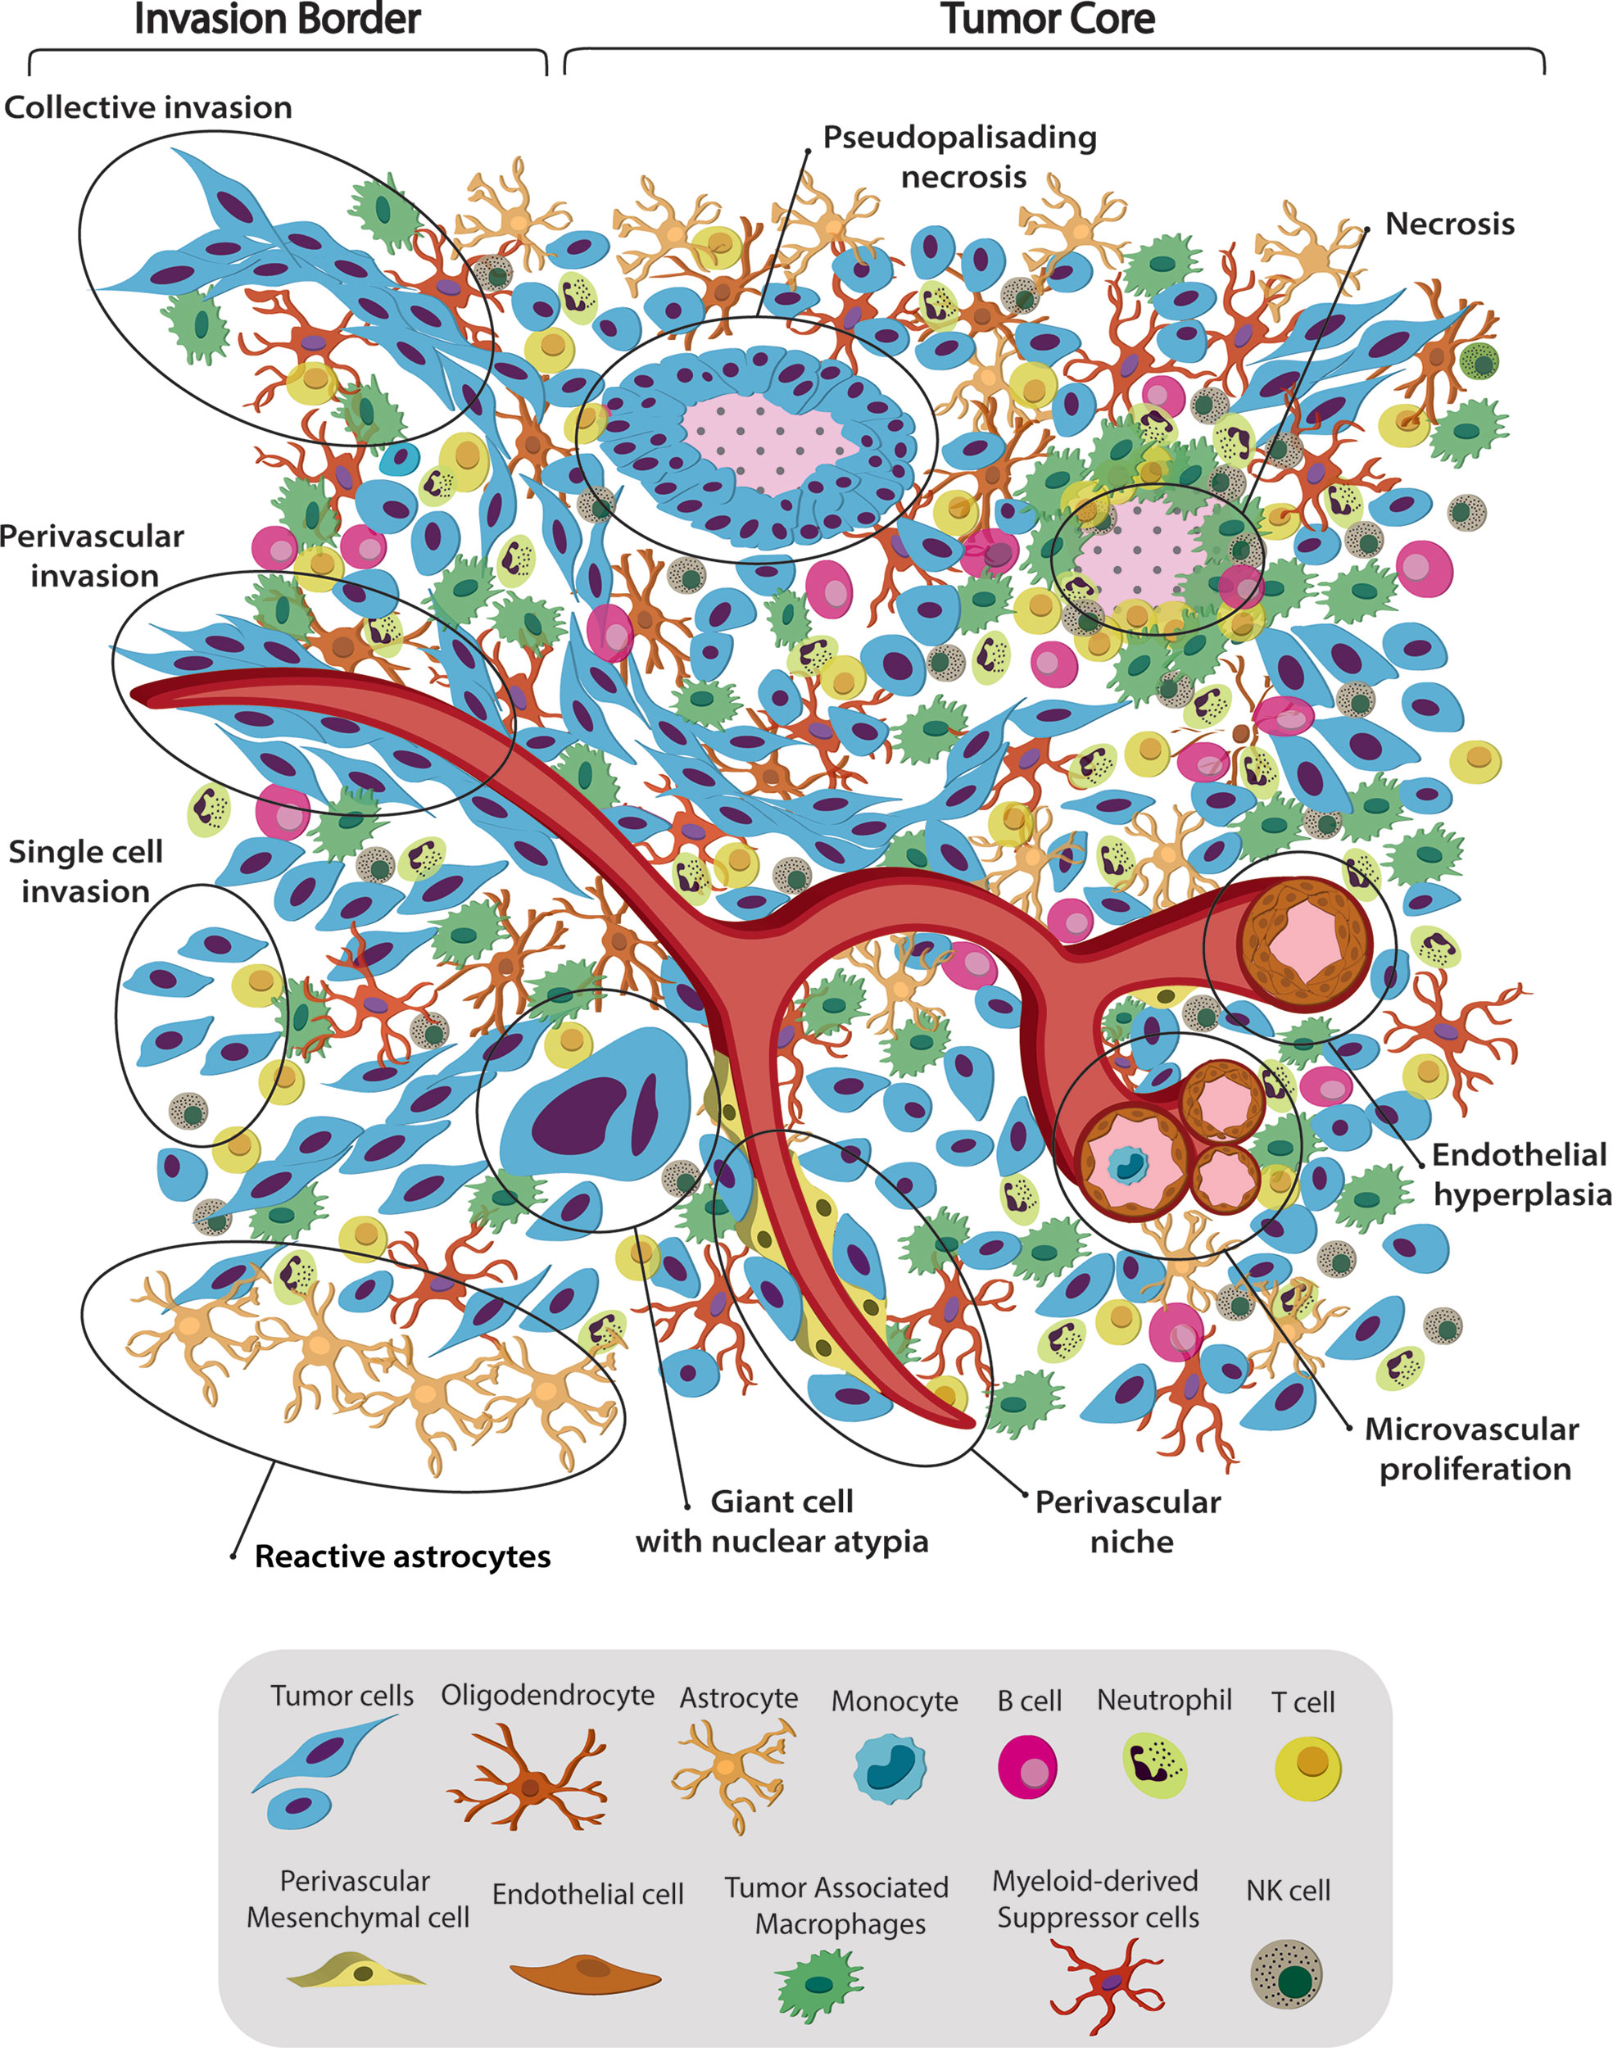 Invasion Border
Tumor Core
Collective invasion
Pseudopalisading
necrosis
Necrosis
Perivascular
invasion
Single cell
invasion
Endothelial
hyperplasia
Microvascular
proliferation
Giant cell
with nuclear atypia
Perivascular
niche
Reactive astrocytes
Tumor cells
Oligodendrocyte
Astrocyte
Monocyte
B cell
Neutrophil
T cell
Perivascular
Mesenchymal cell
Endothelial cell
Tumor Associated
Macrophages
Myeloid-derived
Suppressor cells
NK cell